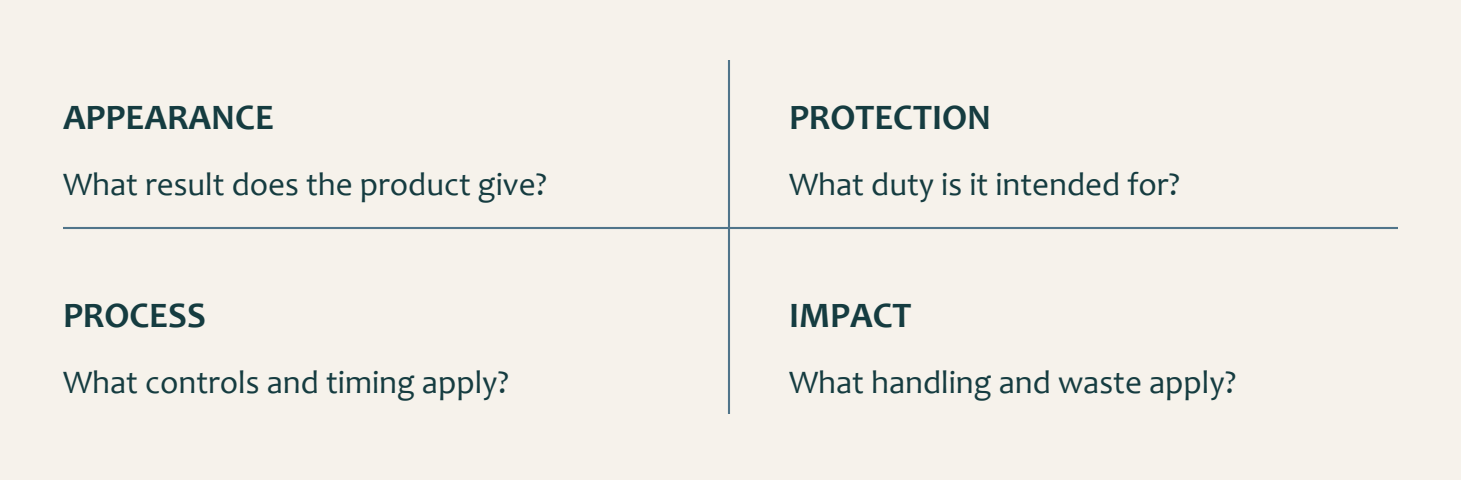 APPEARANCE
What result does the product give?
PROTECTION
What duty is it intended for?
PROCESS
What controls and timing apply?
IMPACT
What handling and waste apply?